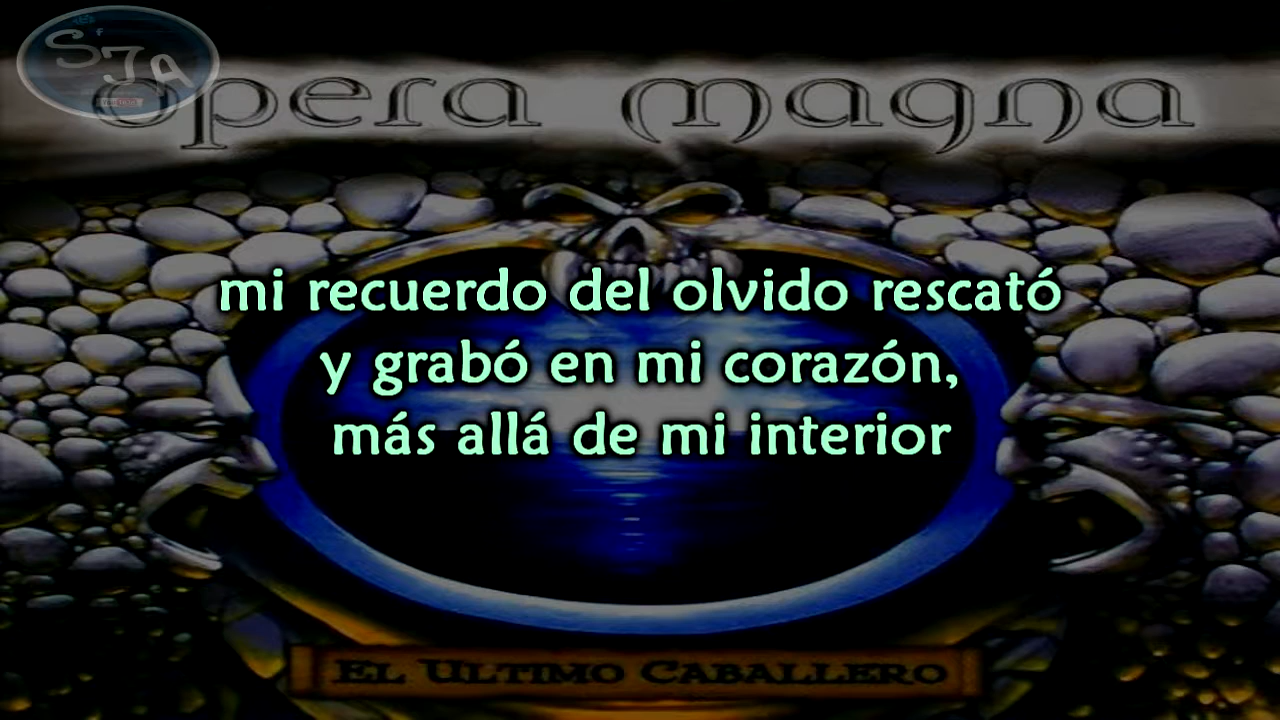 SJA
opera magna
mi recuerdo del olvido rescató
y grabó en mi corazón,
más allá de mi interior
EL ULTIMO CABALLERO